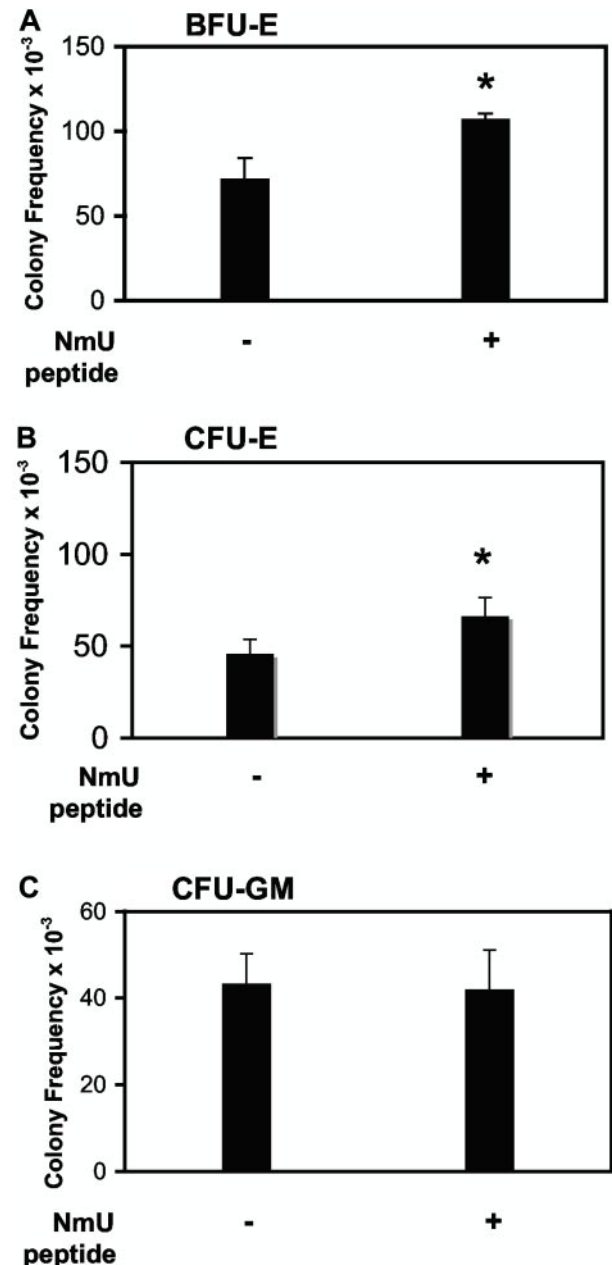 A
BFU-E
Colony Frequency x 10-3
150
100
50
0
*
NmU
peptide
- +
B
CFU-E
Colony Frequency x 10-3
150
100
50
0
*
NmU
peptide
- +
C
CFU-GM
Colony Frequency x 10-3
60
40
20
0
NmU
peptide
- +